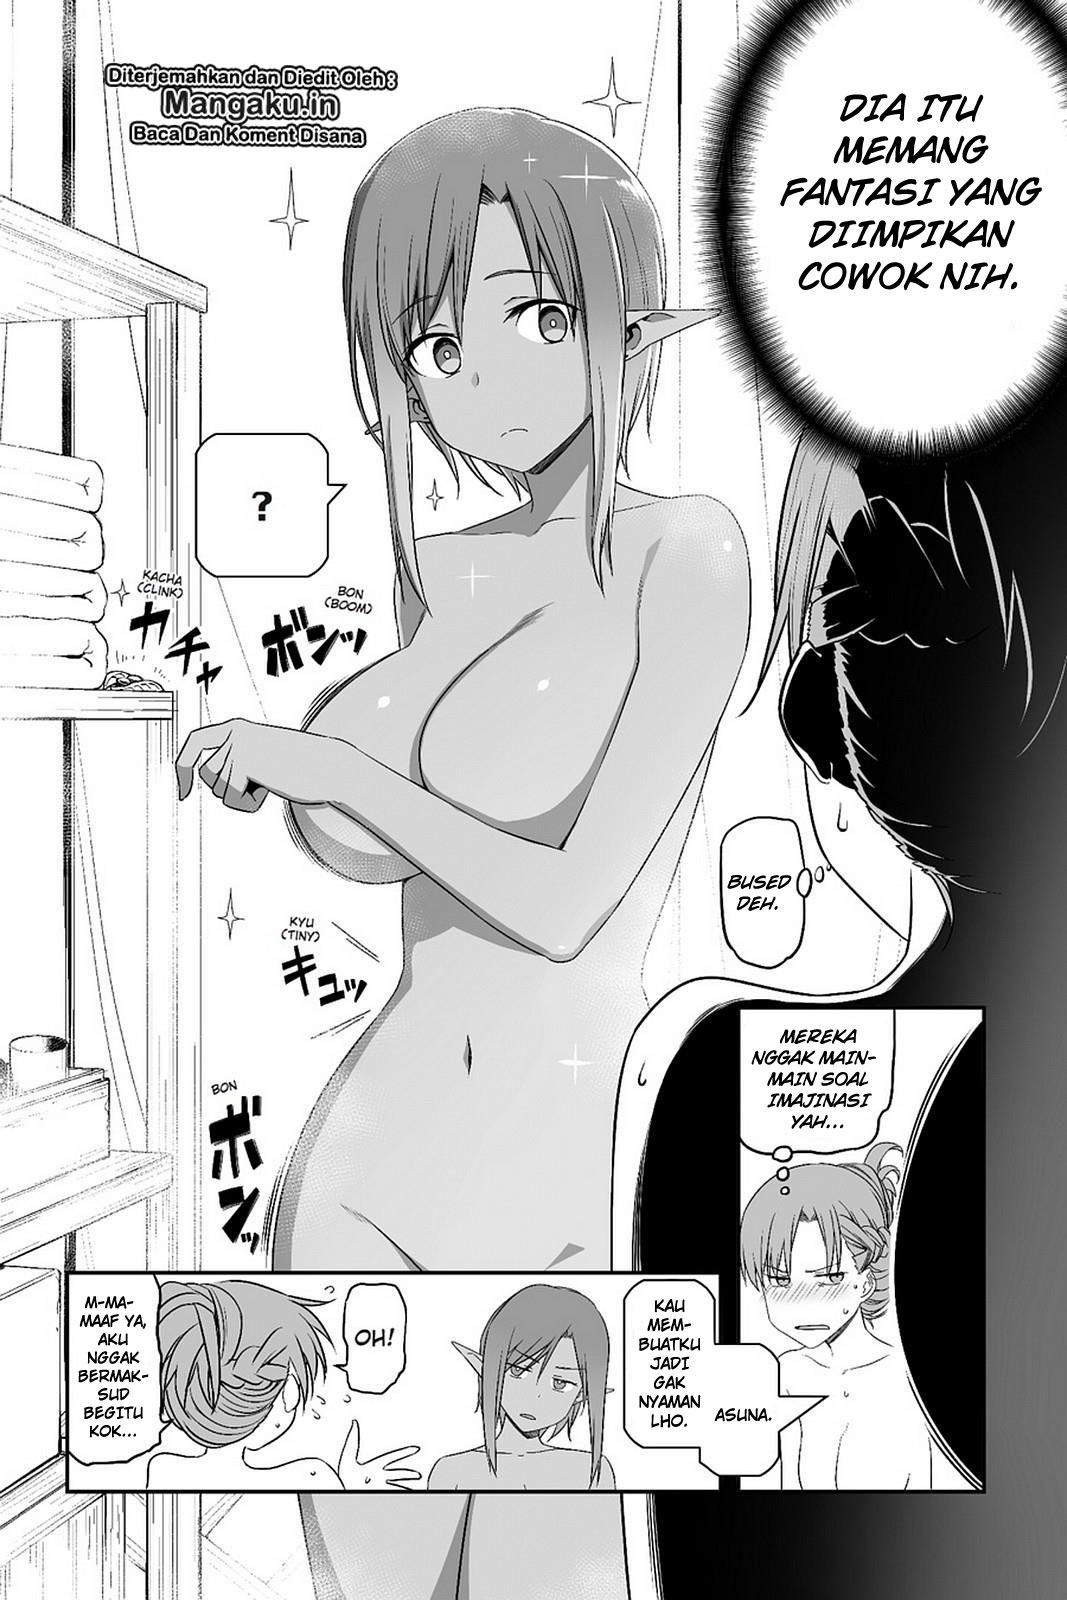 Diterjemahkan dan Diedit Oleh :
Mangaku.in
Baca Dan Koment Disana
DIA ITU
MEMANG
FANTASI YANG
DIIMPIKAN
COWOK NIH.
?
KACHA
(CLINK)
カチャ
BON
(BOOM)
ボンッ
BUSED
DEH.
KYU
(TINY)
キュッ
BON
ボンッ
MEREKA
NGGAK MAIN-
MAIN SOAL
IMAJINASI
YAH...
KAU
MEM-
BUATKU
JADI
GAK
NYAMAN
LHO.
ASUNA.
OH!
M-MA-
MAAF YA,
AKU
NGGAK
BERMAK-
SUD
BEGITU
KOK...